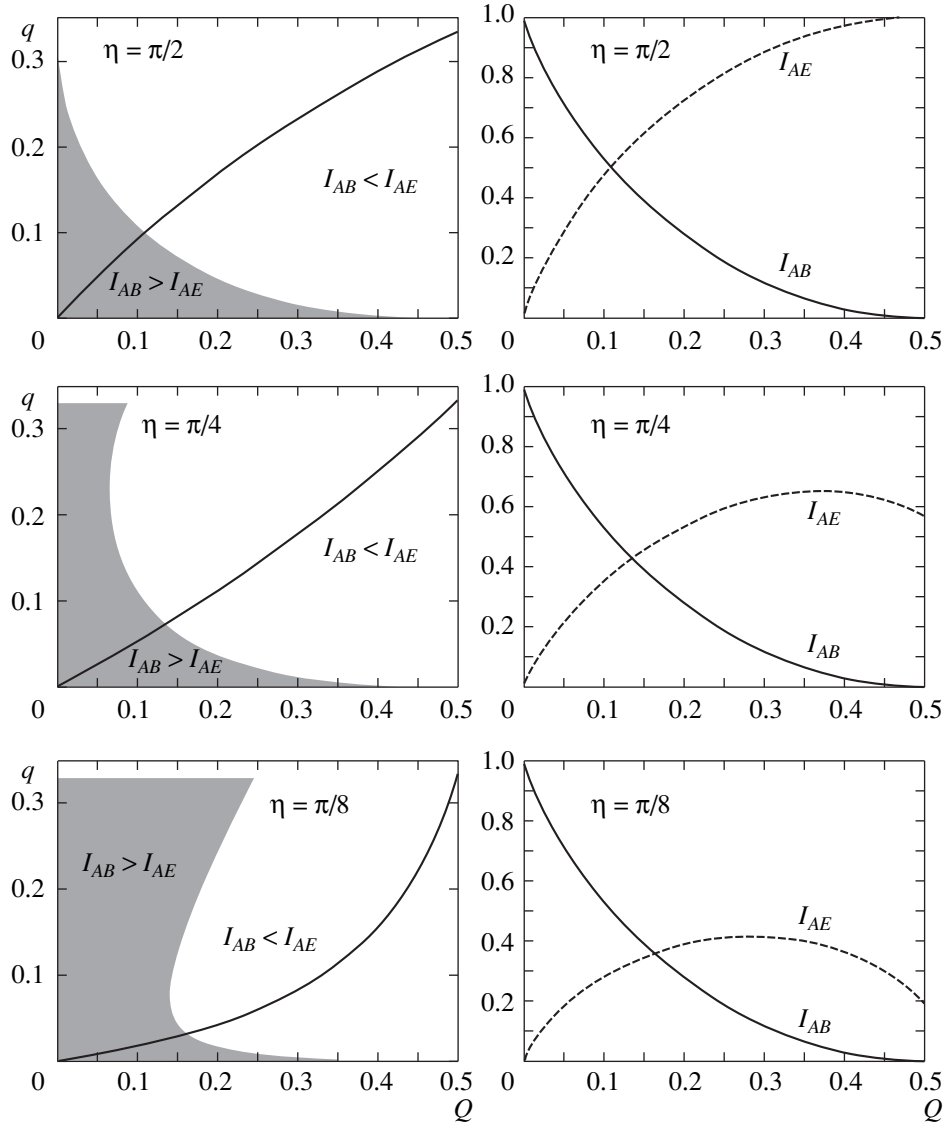 q
η = π/2
0.3
0.2
0.1
0
I_AB < I_AE
I_AB > I_AE
0.1 0.2 0.3 0.4 0.5
1.0
η = π/2
I_AE
0.8
0.6
0.4
I_AB
0.2
0 0.1 0.2 0.3 0.4 0.5
q
η = π/4
0.3
0.2
0.1
0
I_AB < I_AE
I_AB > I_AE
0.1 0.2 0.3 0.4 0.5
1.0
η = π/4
0.8
0.6
I_AE
0.4
I_AB
0.2
0 0.1 0.2 0.3 0.4 0.5
q
η = π/8
0.3
I_AB > I_AE
0.2
I_AB < I_AE
0.1
0 0.1 0.2 0.3 0.4 0.5
Q
1.0
η = π/8
0.8
0.6
I_AE
0.4
0.2
I_AB
0 0.1 0.2 0.3 0.4 0.5
Q